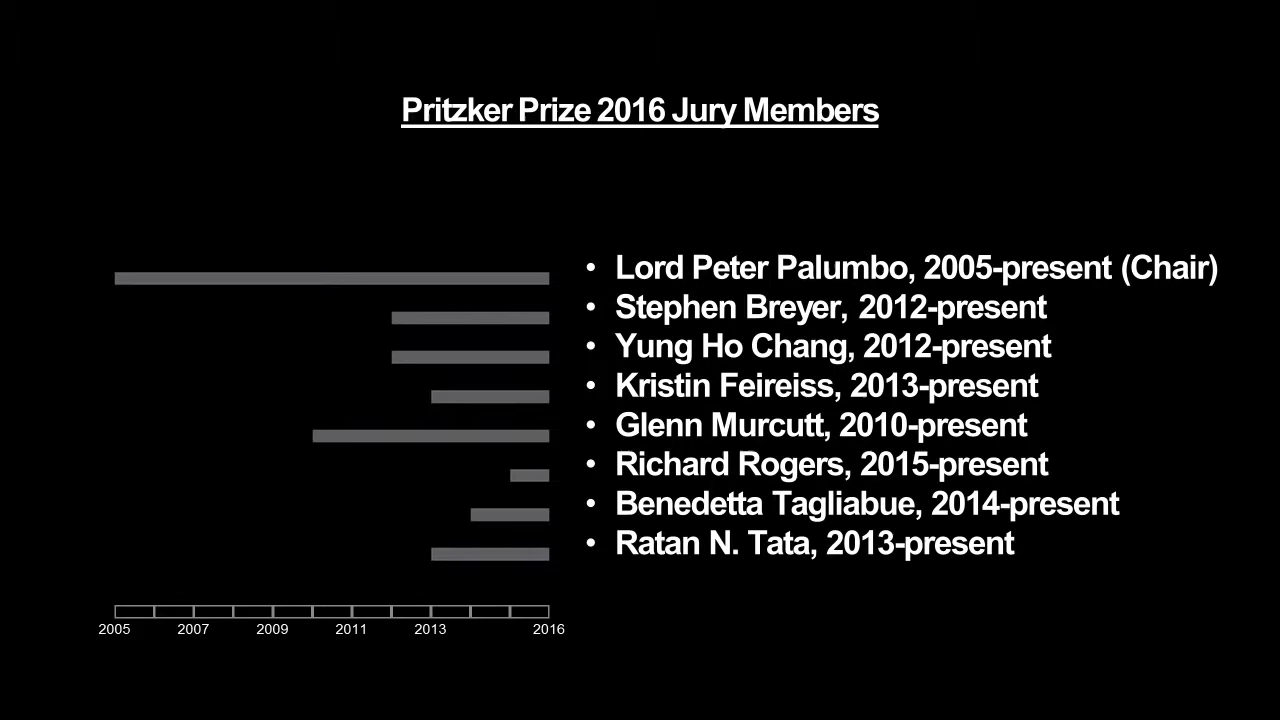 Pritzker Prize 2016 Jury Members
• Lord Peter Palumbo, 2005-present (Chair)
• Stephen Breyer, 2012-present
• Yung Ho Chang, 2012-present
• Kristin Feireiss, 2013-present
• Glenn Murcutt, 2010-present
• Richard Rogers, 2015-present
• Benedetta Tagliabue, 2014-present
• Ratan N. Tata, 2013-present
2005 2007 2009 2011 2013 2016